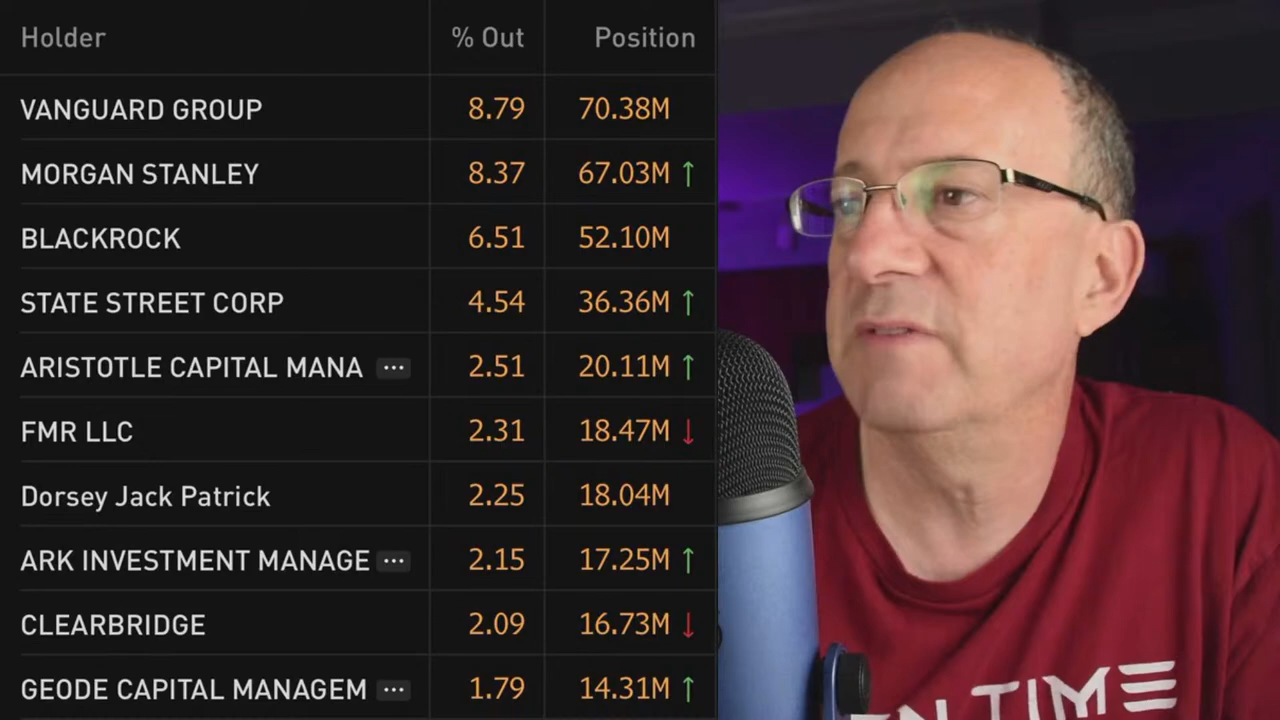 Holder % Out Position
VANGUARD GROUP 8.79 70.38M
MORGAN STANLEY 8.37 67.03M ↑
BLACKROCK 6.51 52.10M
STATE STREET CORP 4.54 36.36M ↑
ARISTOTLE CAPITAL MANA ... 2.51 20.11M ↑
FMR LLC 2.31 18.47M ↓
Dorsey Jack Patrick 2.25 18.04M
ARK INVESTMENT MANAGE ... 2.15 17.25M ↑
CLEARBRIDGE 2.09 16.73M ↓
GEODE CAPITAL MANAGEM ... 1.79 14.31M ↑
TIME